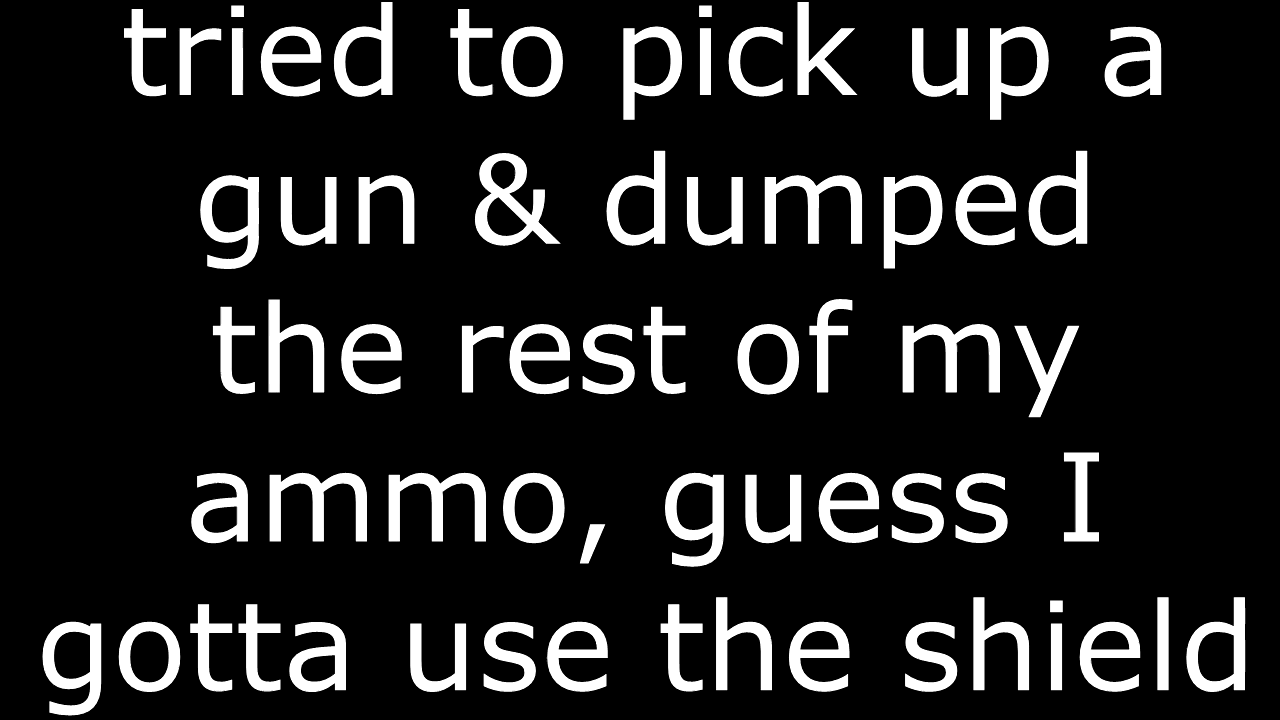 tried to pick up a
gun & dumped
the rest of my
ammo, guess I
gotta use the shield